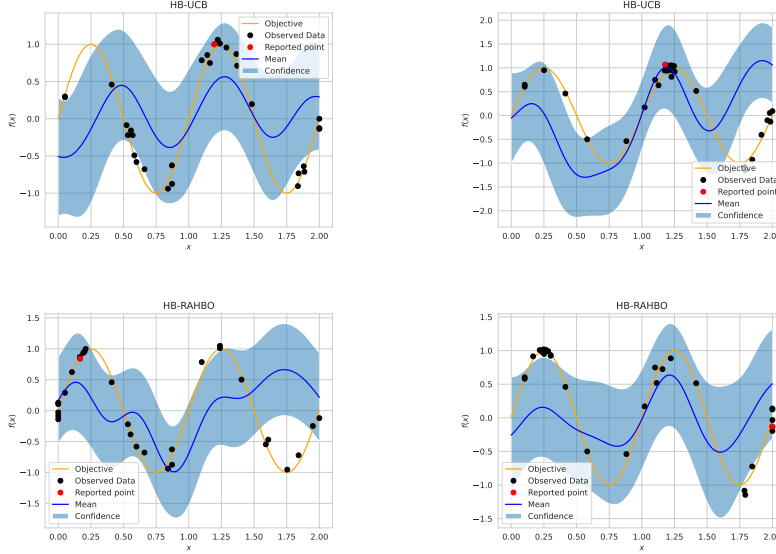 HB-UCB
1.0
0.5
0.0
−0.5
−1.0
f(x)
0.00 0.25 0.50 0.75 1.00 1.25 1.50 1.75 2.00
x
Objective
Observed Data
Reported point
Mean
Confidence
HB-UCB
2.0
1.5
1.0
0.5
0.0
−0.5
−1.0
−1.5
−2.0
f(x)
0.00 0.25 0.50 0.75 1.00 1.25 1.50 1.75 2.00
x
Objective
Observed Data
Reported point
Mean
Confidence
HB-RAHBO
1.5
1.0
0.5
0.0
−0.5
−1.0
−1.5
f(x)
0.00 0.25 0.50 0.75 1.00 1.25 1.50 1.75 2.00
x
Objective
Observed Data
Reported point
Mean
Confidence
HB-RAHBO
1.5
1.0
0.5
0.0
−0.5
−1.0
−1.5
f(x)
0.00 0.25 0.50 0.75 1.00 1.25 1.50 1.75 2.00
x
Objective
Observed Data
Reported point
Mean
Confidence